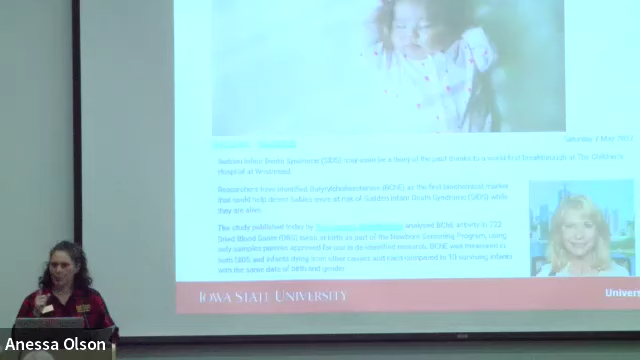 Saturday 7 May 2022
Sudden Infant Death Syndrome (SIDS) may soon be a thing of the past thanks to a world first breakthrough at The Children's
Hospital at Westmead.
Researchers have identified Butyrylcholinesterase (BChE) as the first biochemical marker
that could help detect babies more at risk of Sudden Infant Death Syndrome (SIDS) while
they are alive.
The study published today by analysed BChE activity in 722
Dried Blood Spots (DBS) taken at birth as part of the Newborn Screening Program, using
only samples parents approved for use in de-identified research. BChE was measured in
both SIDS and infants dying from other causes and each compared to 10 surviving infants
with the same date of birth and gender.
IOWA STATE UNIVERSITY
Univers
Anessa Olson